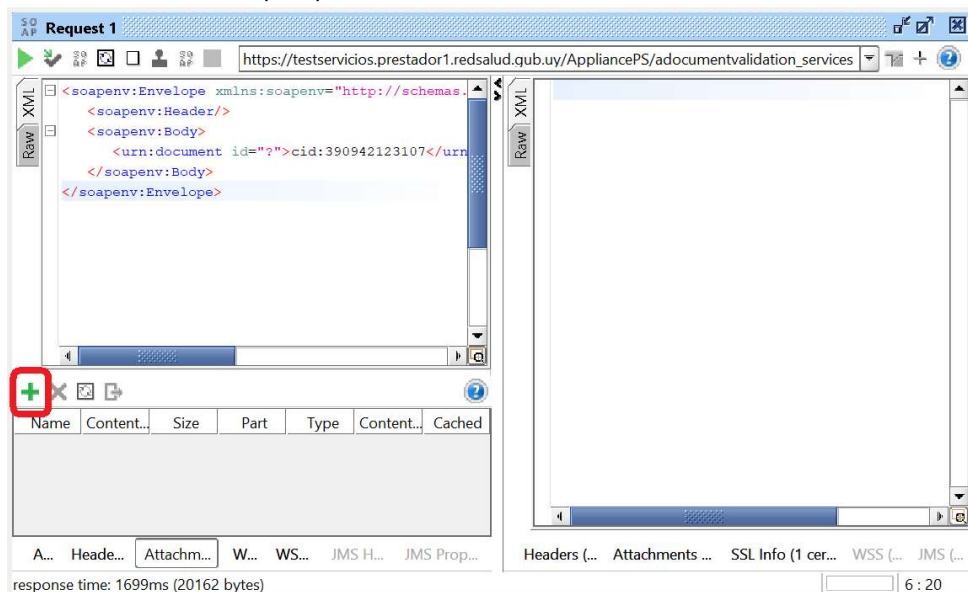 SO
AP Request 1
https://testservicios.prestador1.redsalud.gub.uy/AppliancePS/adocumentvalidation_services
XML
Raw
<soapenv:Envelope xmlns:soapenv="http://schemas.
<soapenv:Header/>
<soapenv:Body>
<urn:document id="?">cid:390942123107</urn
</soapenv:Body>
</soapenv:Envelope>
XML
Raw
Name Content... Size Part Type Content... Cached
A... Heade... Attachm... W... WS... JMS H... JMS Prop...
Headers (... Attachments ... SSL Info (1 cer... WSS (... JMS (...
response time: 1699ms (20162 bytes)
6 : 20